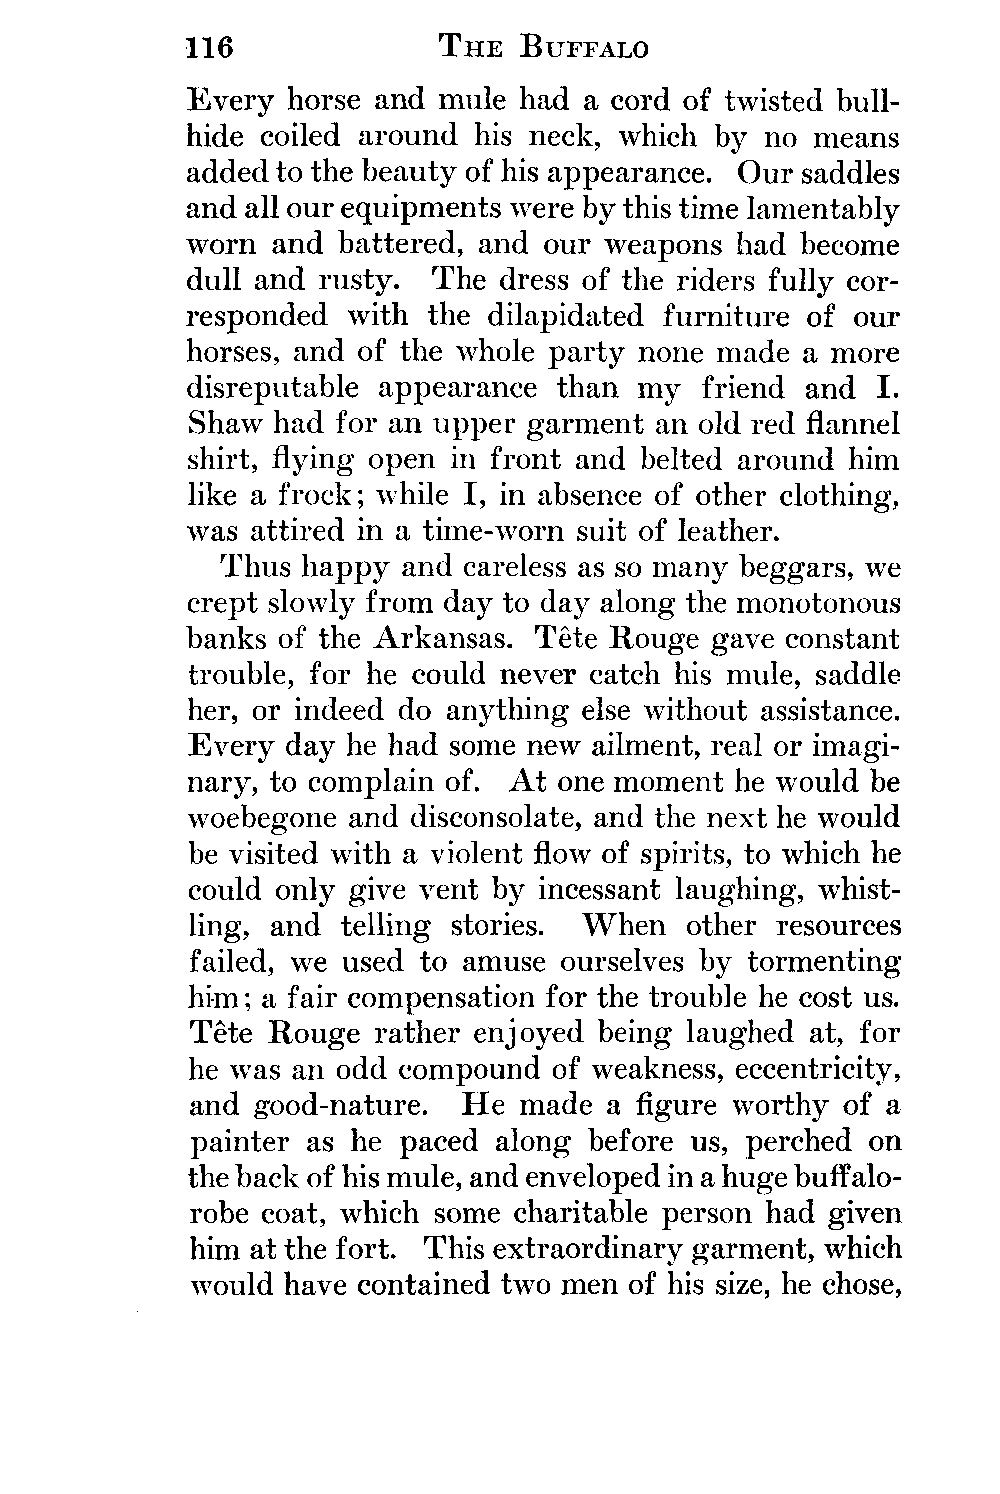 116 THE BUFFALO
Every horse and mule had a cord of twisted bull-
hide coiled around his neck, which by no means
added to the beauty of his appearance. Our saddles
and all our equipments were by this time lamentably
worn and battered, and our weapons had become
dull and rusty. The dress of the riders fully cor-
responded with the dilapidated furniture of our
horses, and of the whole party none made a more
disreputable appearance than my friend and I.
Shaw had for an upper garment an old red flannel
shirt, flying open in front and belted around him
like a frock; while I, in absence of other clothing,
was attired in a time-worn suit of leather.
Thus happy and careless as so many beggars, we
crept slowly from day to day along the monotonous
banks of the Arkansas. Tête Rouge gave constant
trouble, for he could never catch his mule, saddle
her, or indeed do anything else without assistance.
Every day he had some new ailment, real or imagi-
nary, to complain of. At one moment he would be
woebegone and disconsolate, and the next he would
be visited with a violent flow of spirits, to which he
could only give vent by incessant laughing, whist-
ling, and telling stories. When other resources
failed, we used to amuse ourselves by tormenting
him; a fair compensation for the trouble he cost us.
Tête Rouge rather enjoyed being laughed at, for
he was an odd compound of weakness, eccentricity,
and good-nature. He made a figure worthy of a
painter as he paced along before us, perched on
the back of his mule, and enveloped in a huge buffalo-
robe coat, which some charitable person had given
him at the fort. This extraordinary garment, which
would have contained two men of his size, he chose,